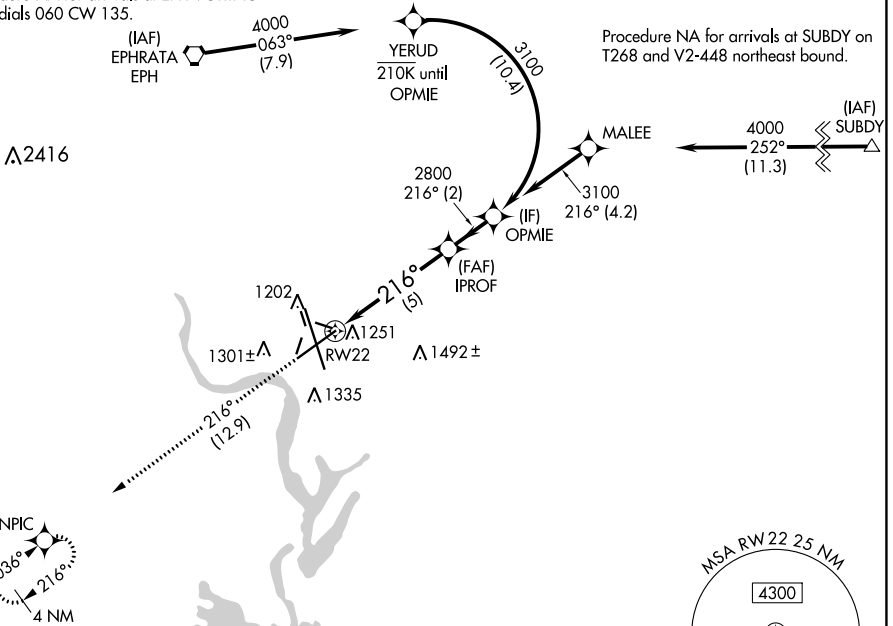 dials 060 CW 135.
(IAF)
EPHRATA
EPH
4000
063°
(7.9)
YERUD
210K until
OPMIE
3100
(10.4)
Procedure NA for arrivals at SUBDY on
T268 and V2-448 northeast bound.
(IAF)
SUBDY
4000
252°
(11.3)
MALEE
2416
2800
216° (2)
3100
216° (4.2)
(IF)
OPMIE
(FAF)
IPROF
216°
(5)
1202
1251
RW22
1301±
1492±
1335
216°
(12.9)
NPIC
036°
216°
4 NM
MSA RW22 25 NM
4300